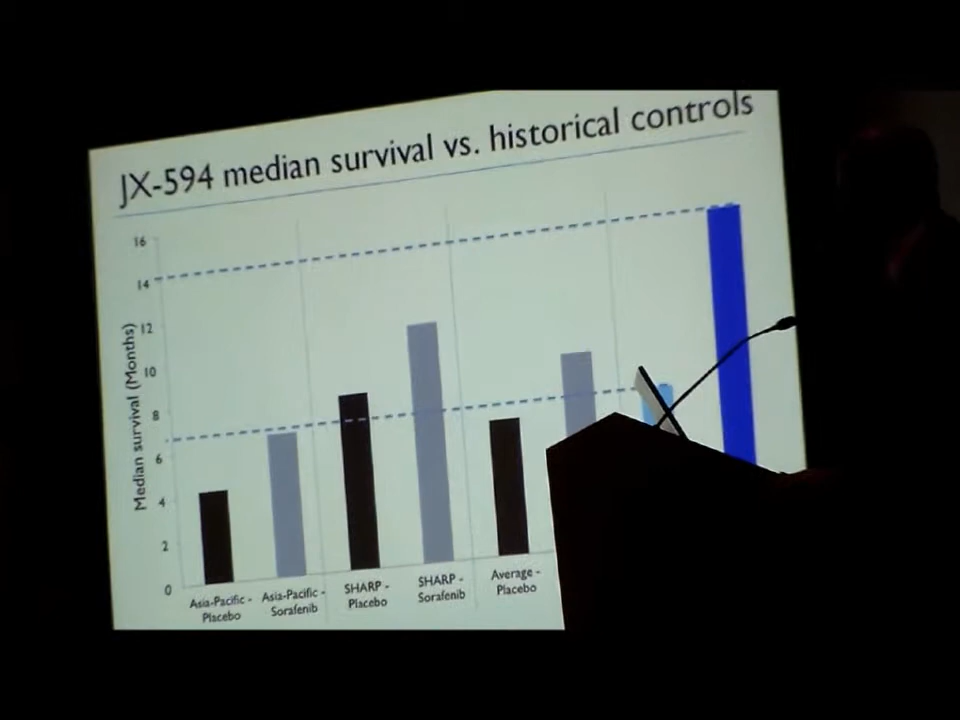 JX-594 median survival vs. historical controls
Median survival (Months)
16
14
12
10
8
6
4
2
0
Asia-Pacific -
Placebo
Asia-Pacific -
Sorafenib
SHARP -
Placebo
SHARP -
Sorafenib
Average -
Placebo